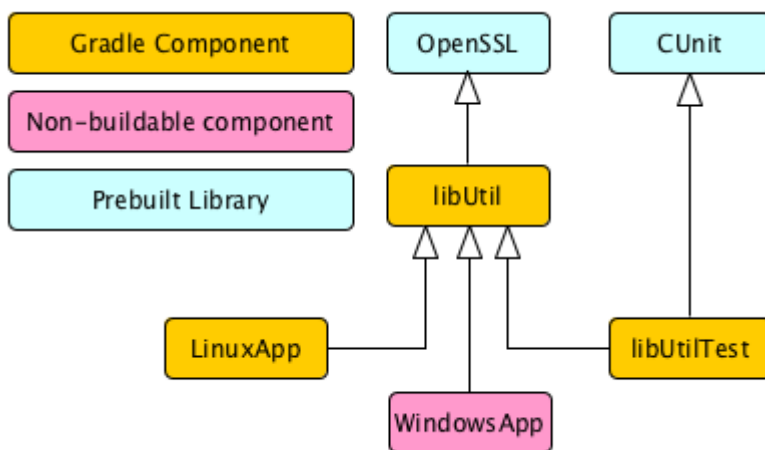 Gradle Component
OpenSSL
CUnit
Non-buildable component
Prebuilt Library
libUtil
LinuxApp
libUtilTest
WindowsApp